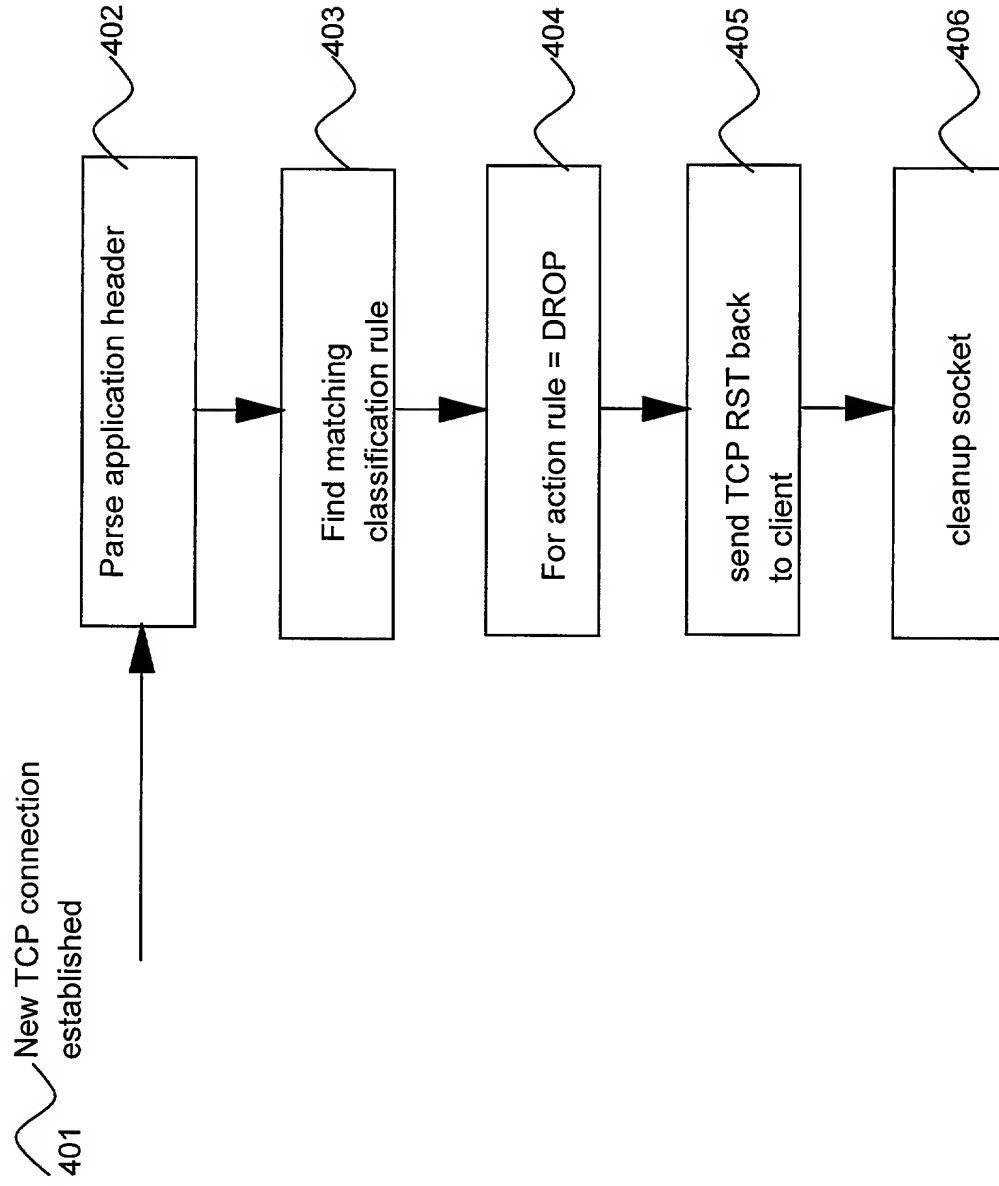 401
New TCP connection
established
Parse application header
402
Find matching
classification rule
403
For action rule = DROP
404
send TCP RST back
to client
405
cleanup socket
406